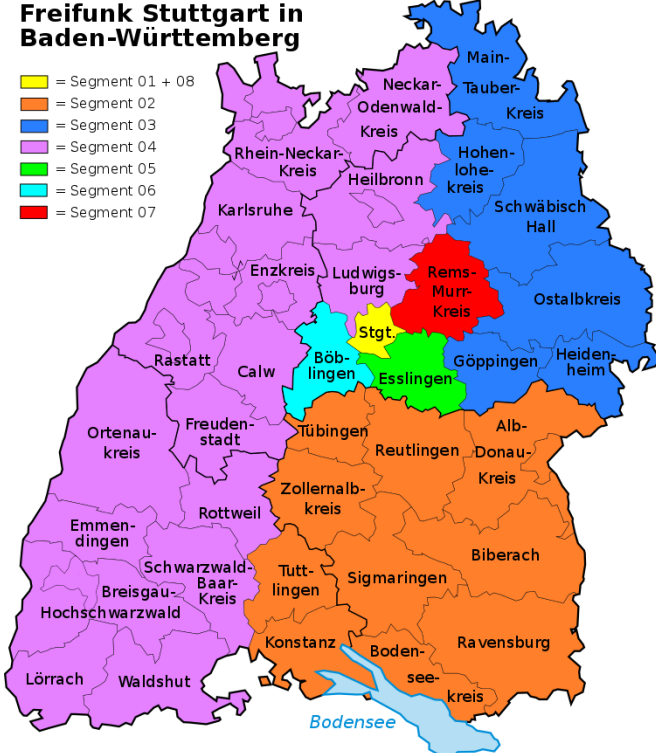 Freifunk Stuttgart in
Baden-Württemberg
= Segment 01 + 08
= Segment 02
= Segment 03
= Segment 04
= Segment 05
= Segment 06
= Segment 07
Main-
Tauber-
Kreis
Neckar-
Odenwald-
Kreis
Hohen-
lohe-
kreis
Rhein-Neckar-
Kreis
Heilbronn
Schwäbisch
Hall
Karlsruhe
Enzkreis
Ludwigs-
burg
Rems-
Murr-
Kreis
Ostalbkreis
Stgt.
Rastatt
Calw
Böb-
lingen
Esslingen
Göppingen
Heiden-
heim
Ortenau-
kreis
Freuden-
stadt
Tübingen
Reutlingen
Alb-
Donau-
Kreis
Zollernalb-
kreis
Rottweil
Emmen-
dingen
Schwarzwald-
Baar-
Kreis
Tutt-
lingen
Sigmaringen
Biberach
Breisgau-
Hochschwarzwald
Konstanz
Boden-
see-
kreis
Ravensburg
Lörrach
Waldshut
Bodensee